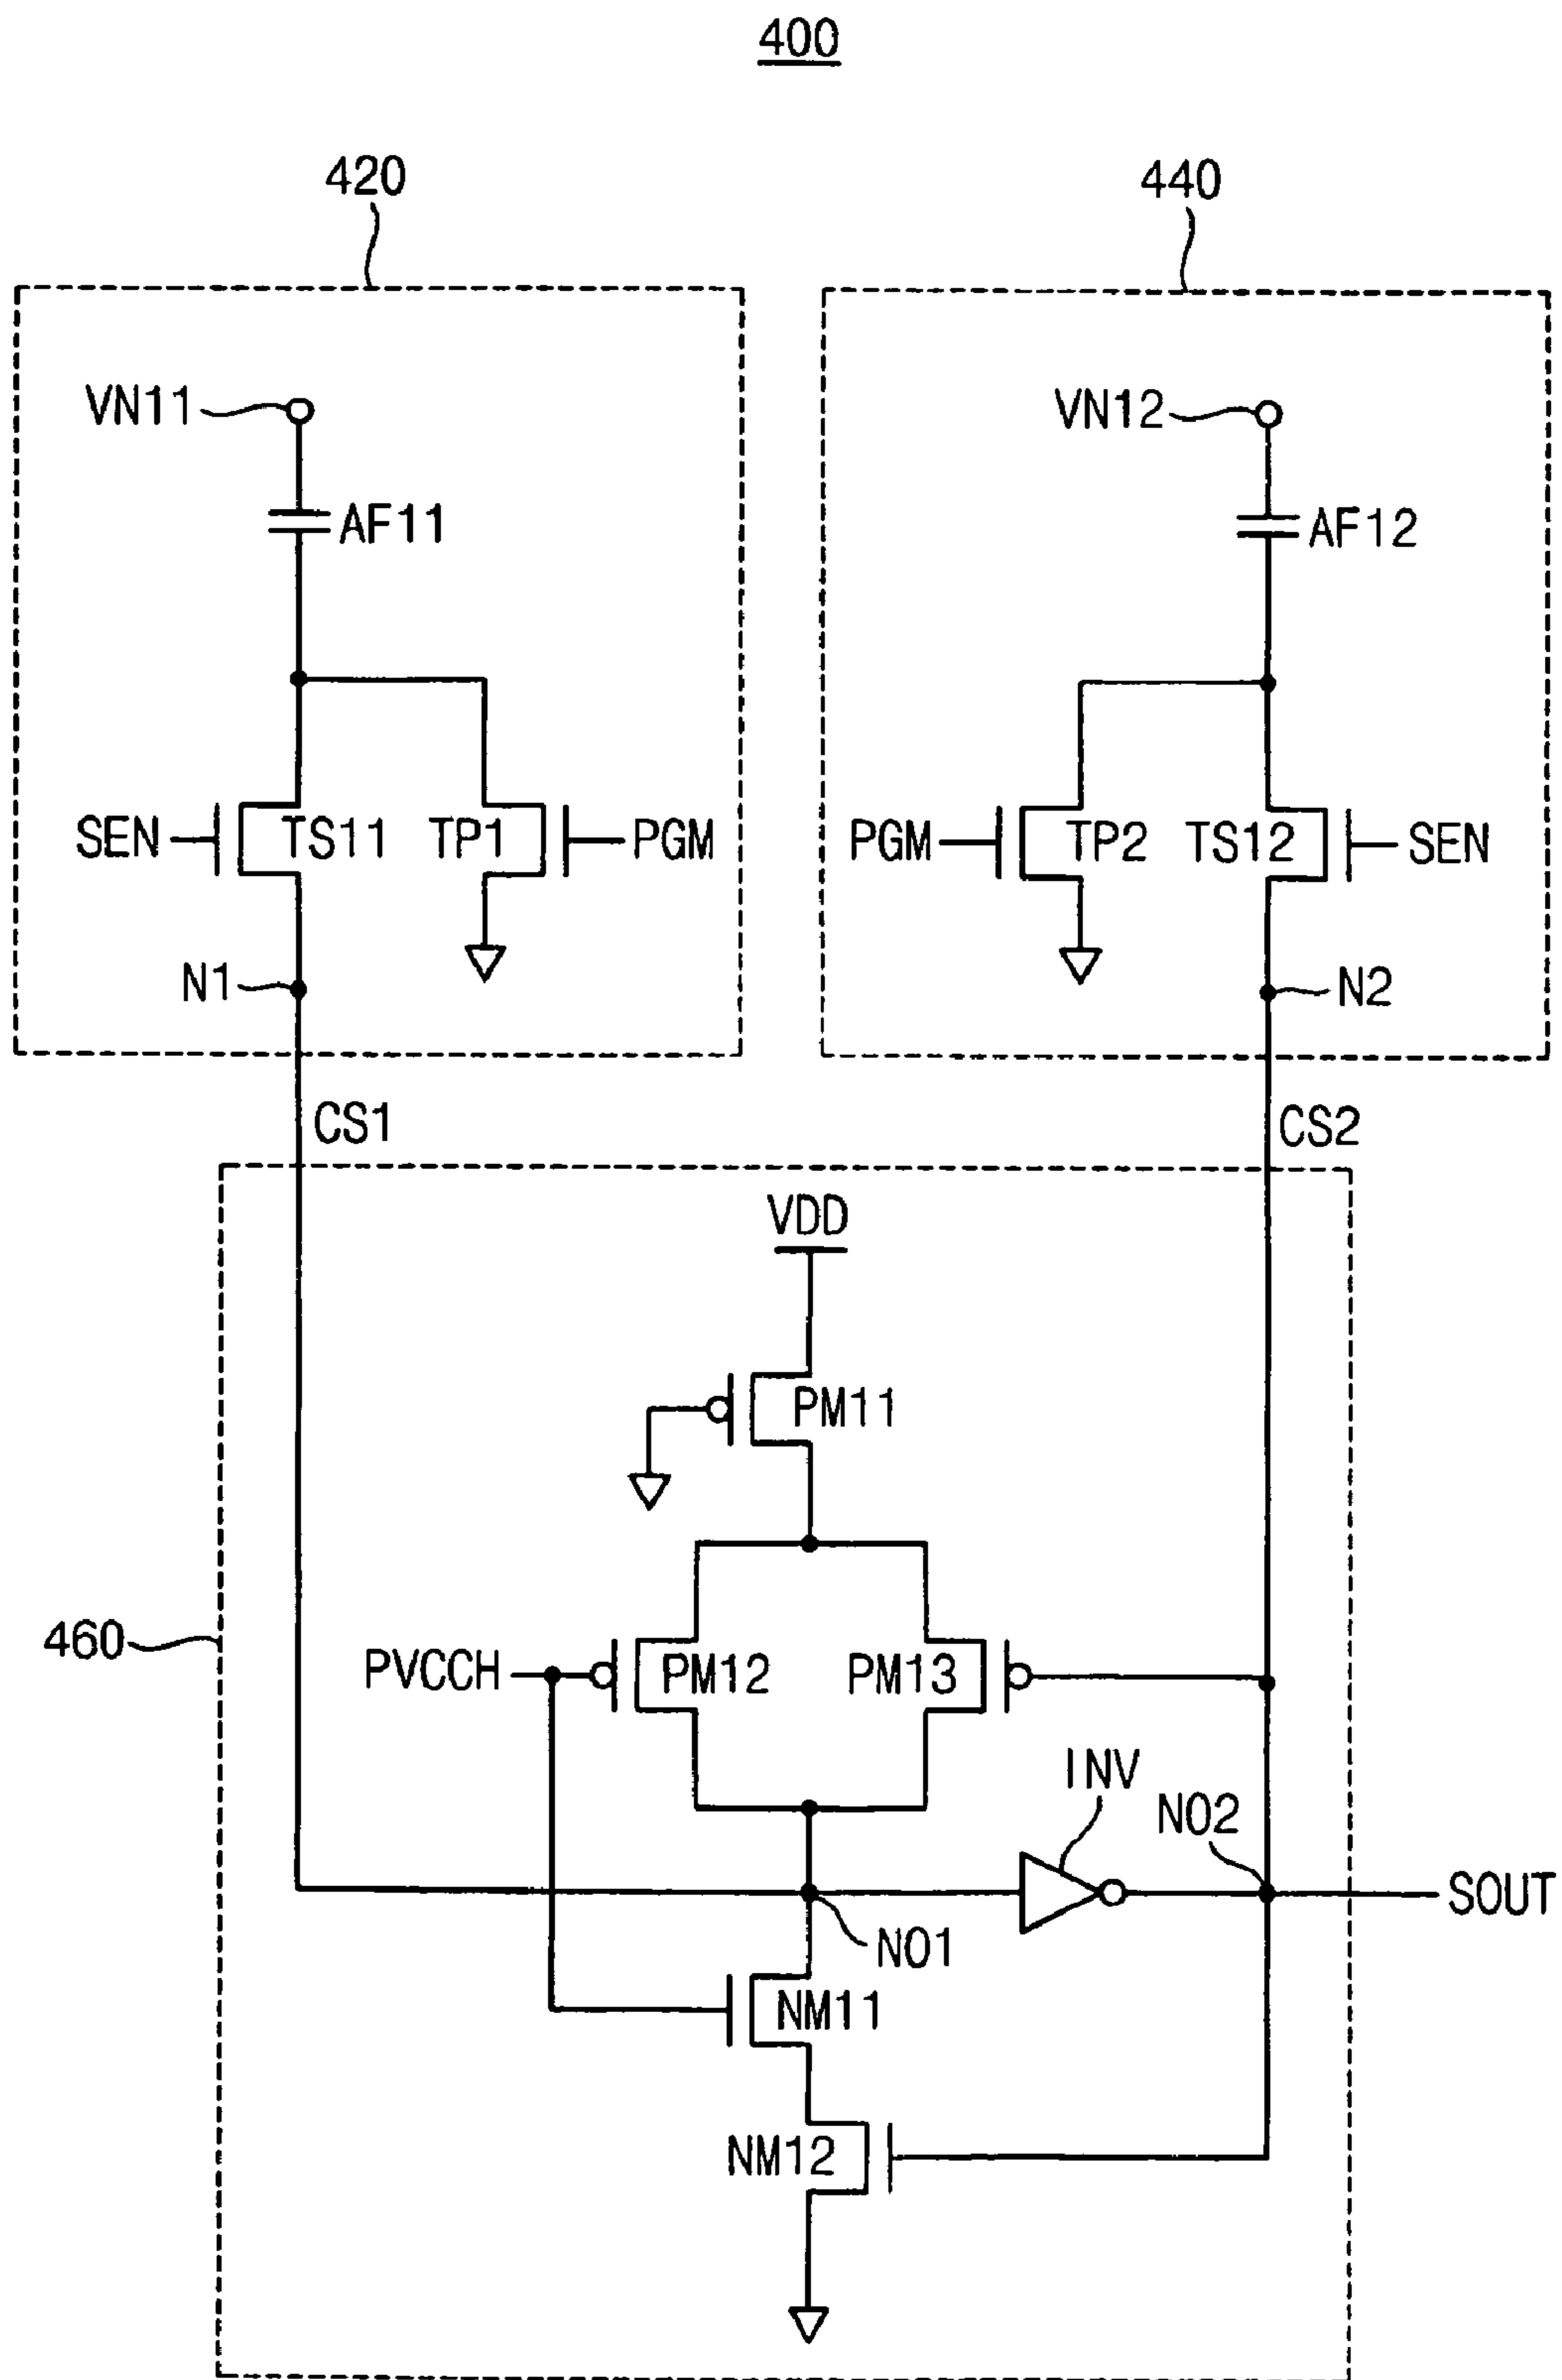 400
420
440
VN11
VN12
AF11
AF12
SEN
TS11
TP1
PGM
PGM
TP2
TS12
SEN
N1
N2
CS1
CS2
VDD
PM11
460
PVCCH
PM12
PM13
INV
NO2
SOUT
NO1
NM11
NM12